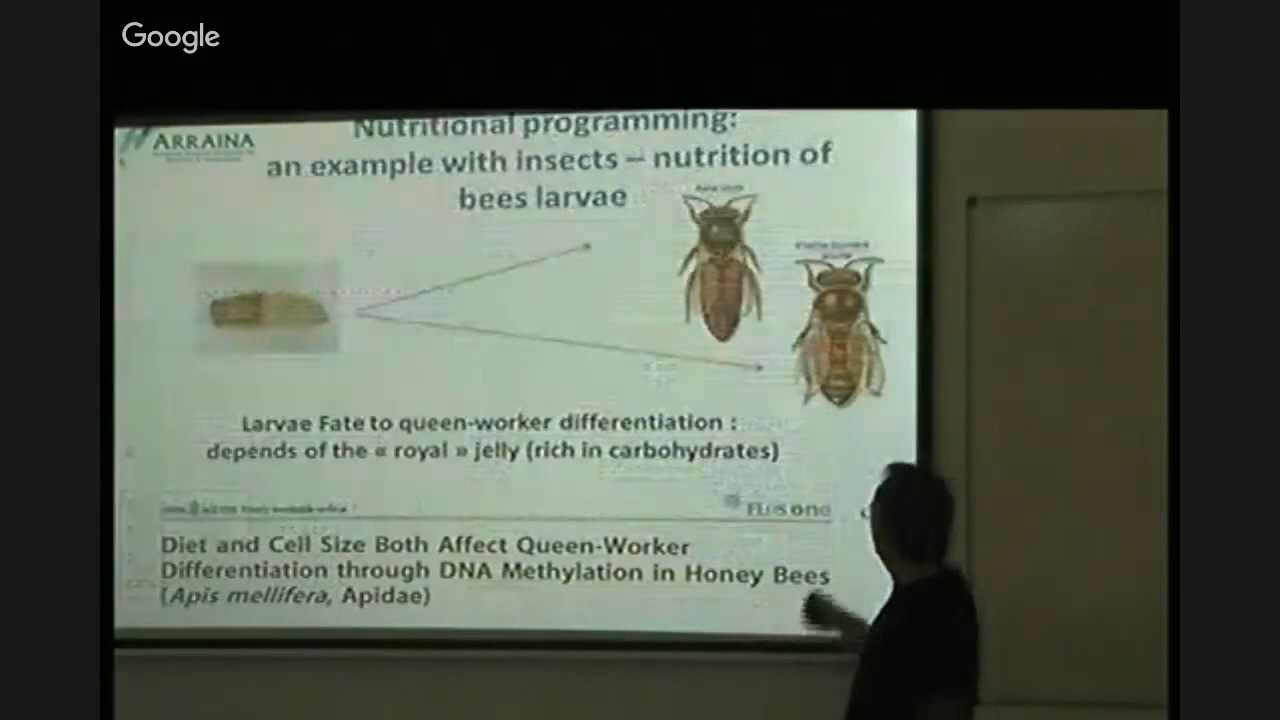 Google
ARRAINA
Nutritional programming:
an example with insects – nutrition of
bees larvae
Larvae Fate to queen-worker differentiation :
depends of the « royal » jelly (rich in carbohydrates)
PLoS one
Diet and Cell Size Both Affect Queen-Worker
Differentiation through DNA Methylation in Honey Bees
(Apis mellifera, Apidae)